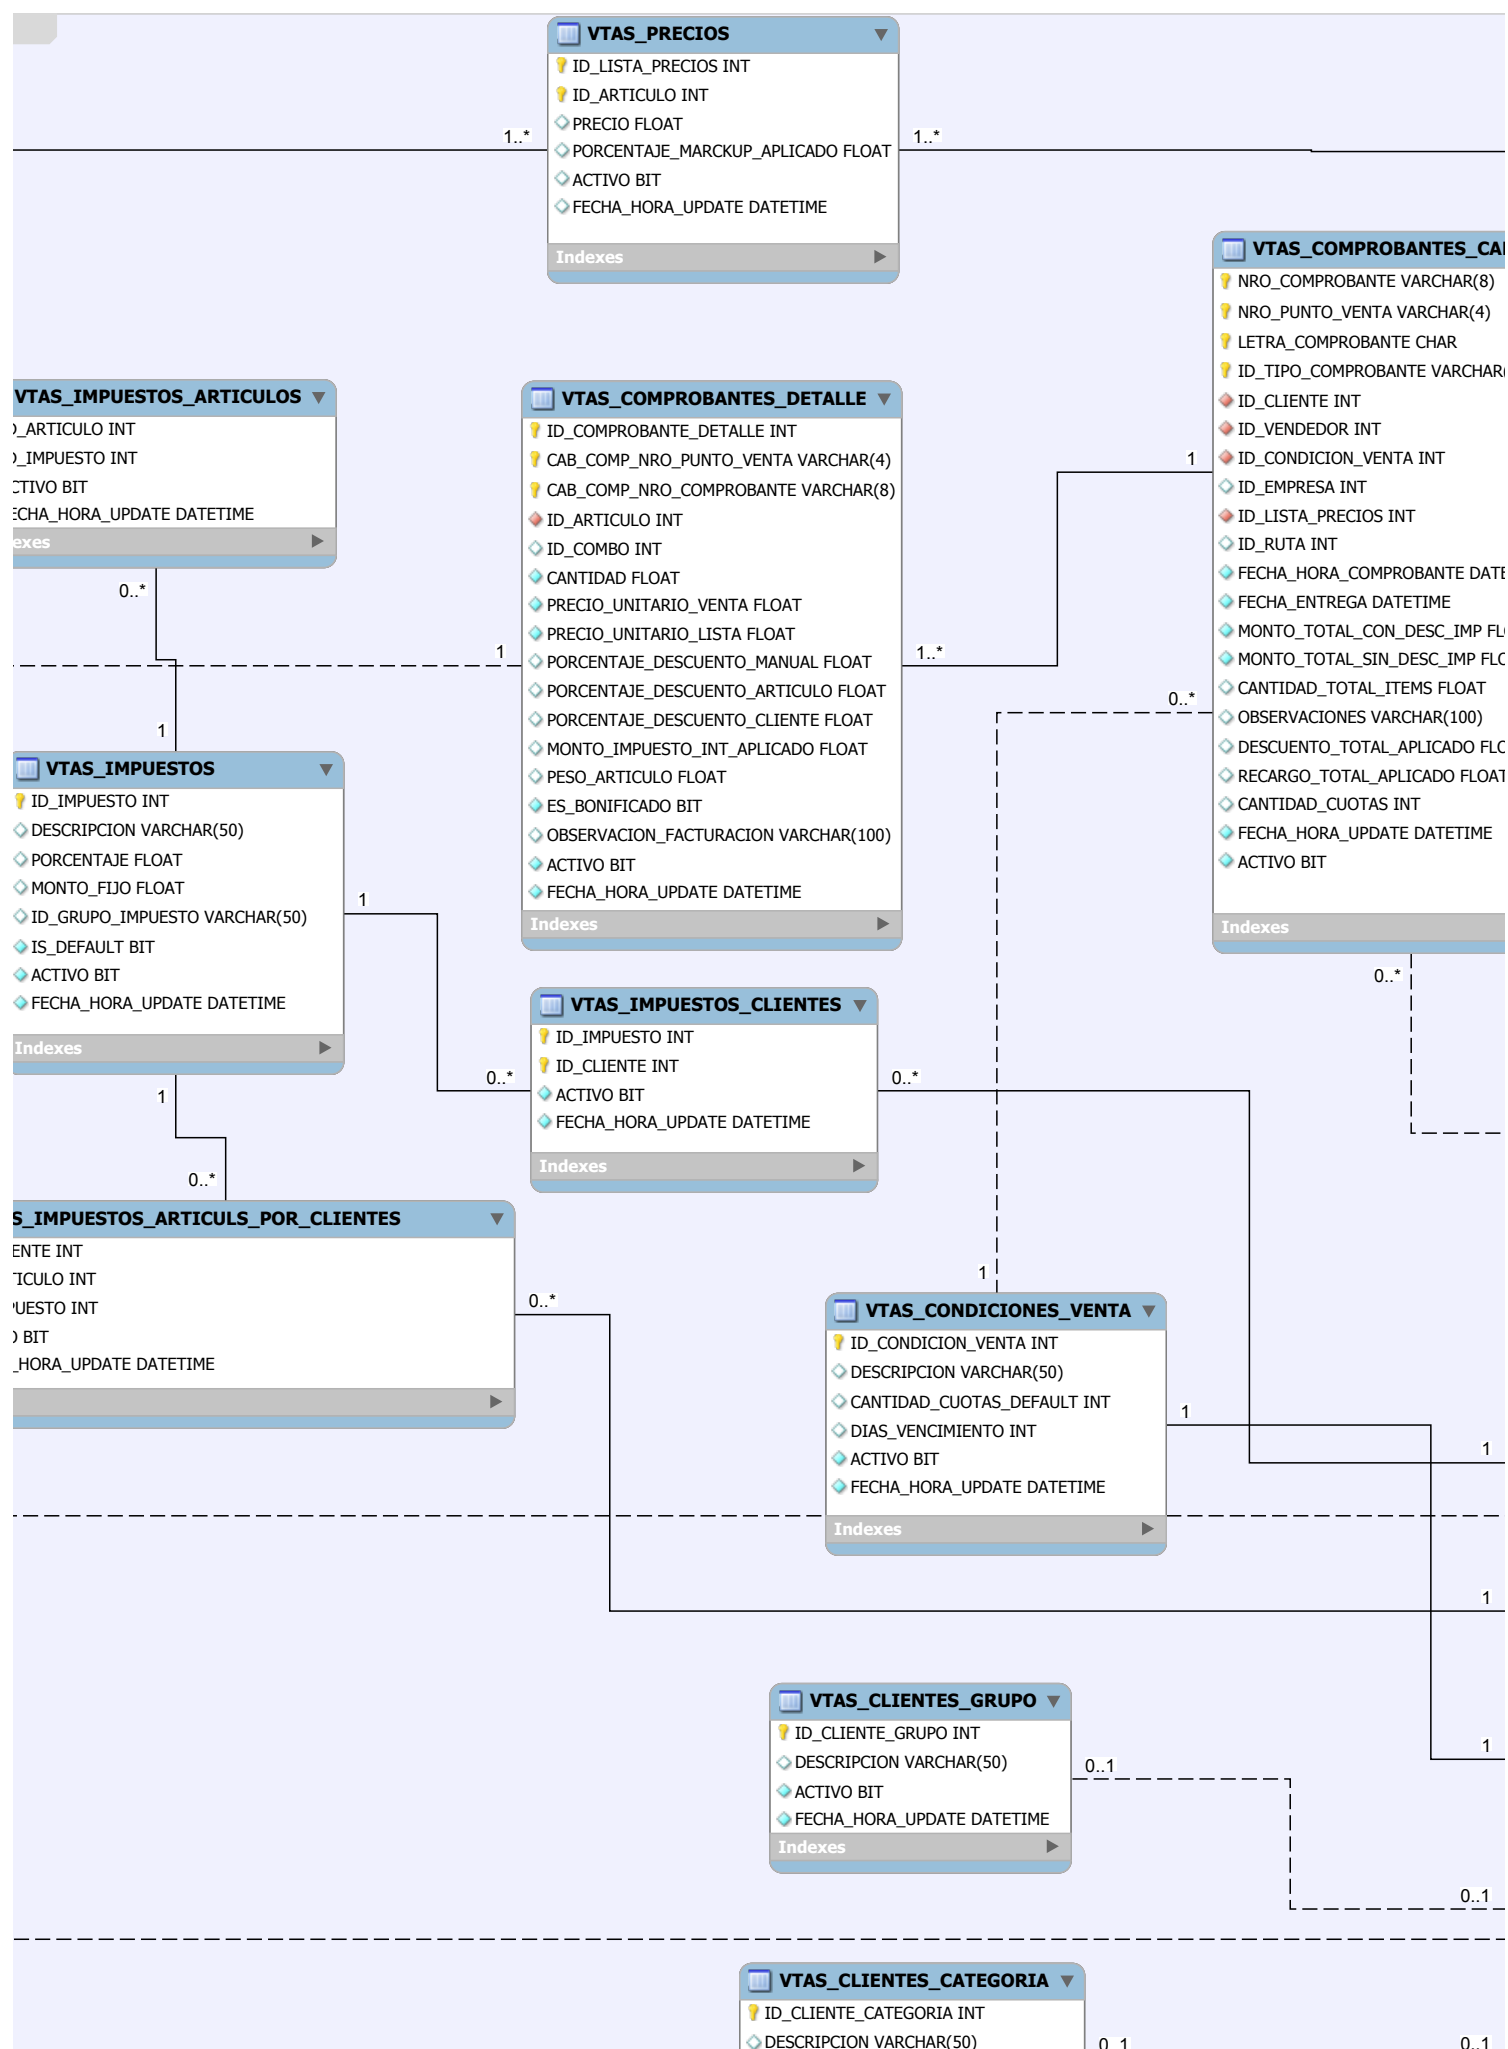 VTAS_PRECIOS
ID_LISTA_PRECIOS INT
ID_ARTICULO INT
PRECIO FLOAT
PORCENTAJE_MARCKUP_APLICADO FLOAT
ACTIVO BIT
FECHA_HORA_UPDATE DATETIME
Indexes
1..*
1..*
VTAS_COMPROBANTES_CA
NRO_COMPROBANTE VARCHAR(8)
NRO_PUNTO_VENTA VARCHAR(4)
LETRA_COMPROBANTE CHAR
ID_TIPO_COMPROBANTE VARCHAR(
ID_CLIENTE INT
ID_VENDEDOR INT
ID_CONDICION_VENTA INT
ID_EMPRESA INT
ID_LISTA_PRECIOS INT
ID_RUTA INT
FECHA_HORA_COMPROBANTE DATE
FECHA_ENTREGA DATETIME
MONTO_TOTAL_CON_DESC_IMP FLO
MONTO_TOTAL_SIN_DESC_IMP FLO
CANTIDAD_TOTAL_ITEMS FLOAT
OBSERVACIONES VARCHAR(100)
DESCUENTO_TOTAL_APLICADO FLO
RECARGO_TOTAL_APLICADO FLOAT
CANTIDAD_CUOTAS INT
FECHA_HORA_UPDATE DATETIME
ACTIVO BIT
Indexes
1
0..*
0..*
VTAS_IMPUESTOS_ARTICULOS
_ARTICULO INT
_IMPUESTO INT
CTIVO BIT
ECHA_HORA_UPDATE DATETIME
exes
0..*
1
VTAS_COMPROBANTES_DETALLE
ID_COMPROBANTE_DETALLE INT
CAB_COMP_NRO_PUNTO_VENTA VARCHAR(4)
CAB_COMP_NRO_COMPROBANTE VARCHAR(8)
ID_ARTICULO INT
ID_COMBO INT
CANTIDAD FLOAT
PRECIO_UNITARIO_VENTA FLOAT
PRECIO_UNITARIO_LISTA FLOAT
PORCENTAJE_DESCUENTO_MANUAL FLOAT
PORCENTAJE_DESCUENTO_ARTICULO FLOAT
PORCENTAJE_DESCUENTO_CLIENTE FLOAT
MONTO_IMPUESTO_INT_APLICADO FLOAT
PESO_ARTICULO FLOAT
ES_BONIFICADO BIT
OBSERVACION_FACTURACION VARCHAR(100)
ACTIVO BIT
FECHA_HORA_UPDATE DATETIME
Indexes
1
1..*
VTAS_IMPUESTOS
ID_IMPUESTO INT
DESCRIPCION VARCHAR(50)
PORCENTAJE FLOAT
MONTO_FIJO FLOAT
ID_GRUPO_IMPUESTO VARCHAR(50)
IS_DEFAULT BIT
ACTIVO BIT
FECHA_HORA_UPDATE DATETIME
Indexes
1
1
0..*
VTAS_IMPUESTOS_CLIENTES
ID_IMPUESTO INT
ID_CLIENTE INT
ACTIVO BIT
FECHA_HORA_UPDATE DATETIME
Indexes
0..*
0..*
S_IMPUESTOS_ARTICULS_POR_CLIENTES
ENTE INT
TICULO INT
UESTO INT
BIT
_HORA_UPDATE DATETIME
0..*
1
VTAS_CONDICIONES_VENTA
ID_CONDICION_VENTA INT
DESCRIPCION VARCHAR(50)
CANTIDAD_CUOTAS_DEFAULT INT
DIAS_VENCIMIENTO INT
ACTIVO BIT
FECHA_HORA_UPDATE DATETIME
Indexes
1
1
1
1
VTAS_CLIENTES_GRUPO
ID_CLIENTE_GRUPO INT
DESCRIPCION VARCHAR(50)
ACTIVO BIT
FECHA_HORA_UPDATE DATETIME
Indexes
0..1
0..1
VTAS_CLIENTES_CATEGORIA
ID_CLIENTE_CATEGORIA INT
DESCRIPCION VARCHAR(50)
0..1
0..1